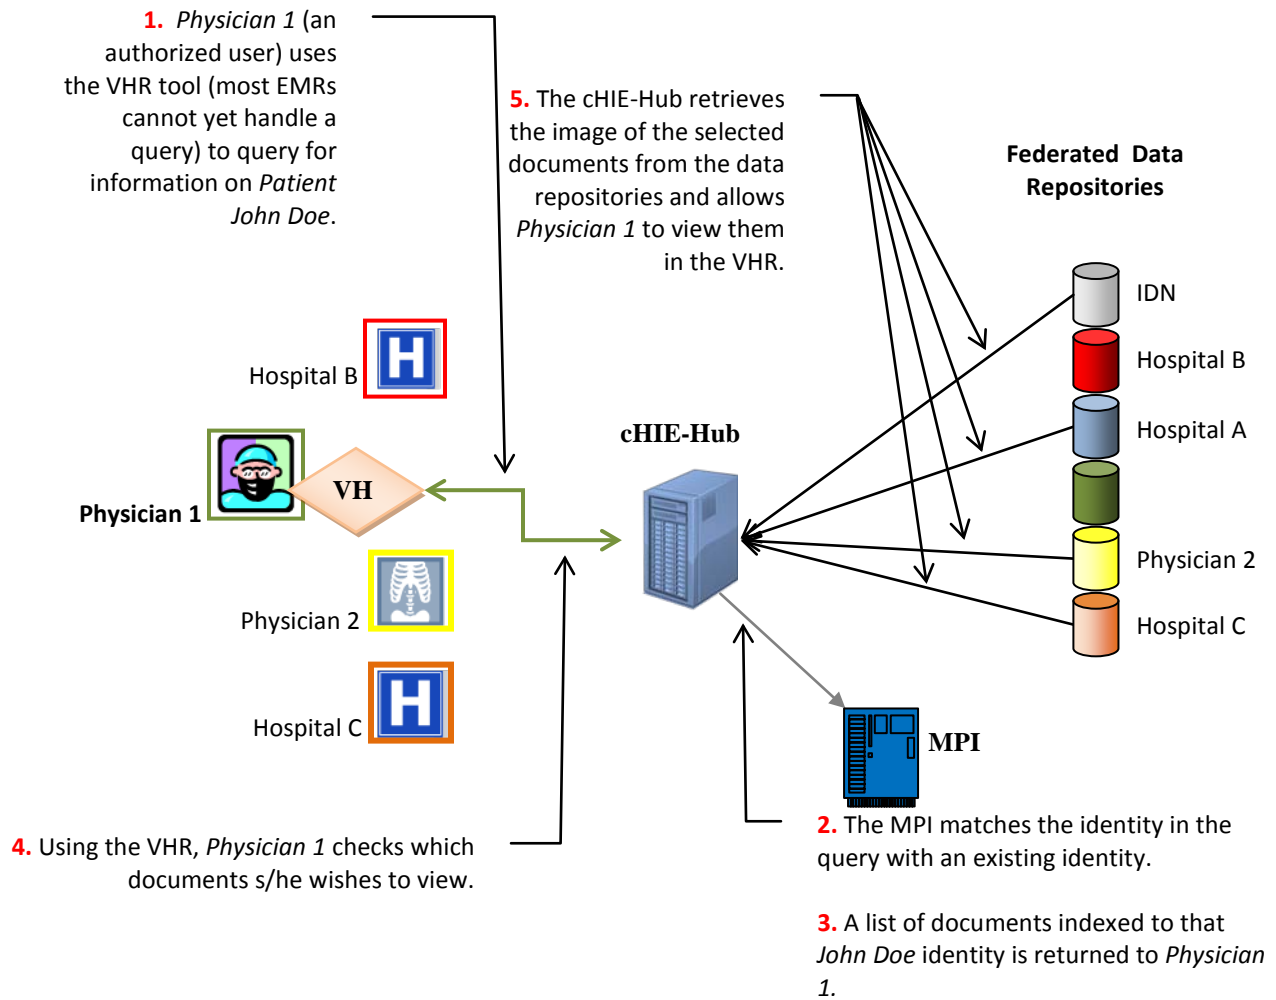 1. Physician 1 (an
authorized user) uses
the VHR tool (most EMRs
cannot yet handle a
query) to query for
information on Patient
John Doe.
5. The cHIE-Hub retrieves
the image of the selected
documents from the data
repositories and allows
Physician 1 to view them
in the VHR.
Federated Data
Repositories
IDN
Hospital B
Hospital A
Physician 2
Hospital C
Hospital B
H
cHIE-Hub
Physician 1
VH
Physician 2
Hospital C
H
MPI
4. Using the VHR, Physician 1 checks which
documents s/he wishes to view.
2. The MPI matches the identity in the
query with an existing identity.
3. A list of documents indexed to that
John Doe identity is returned to Physician
1.